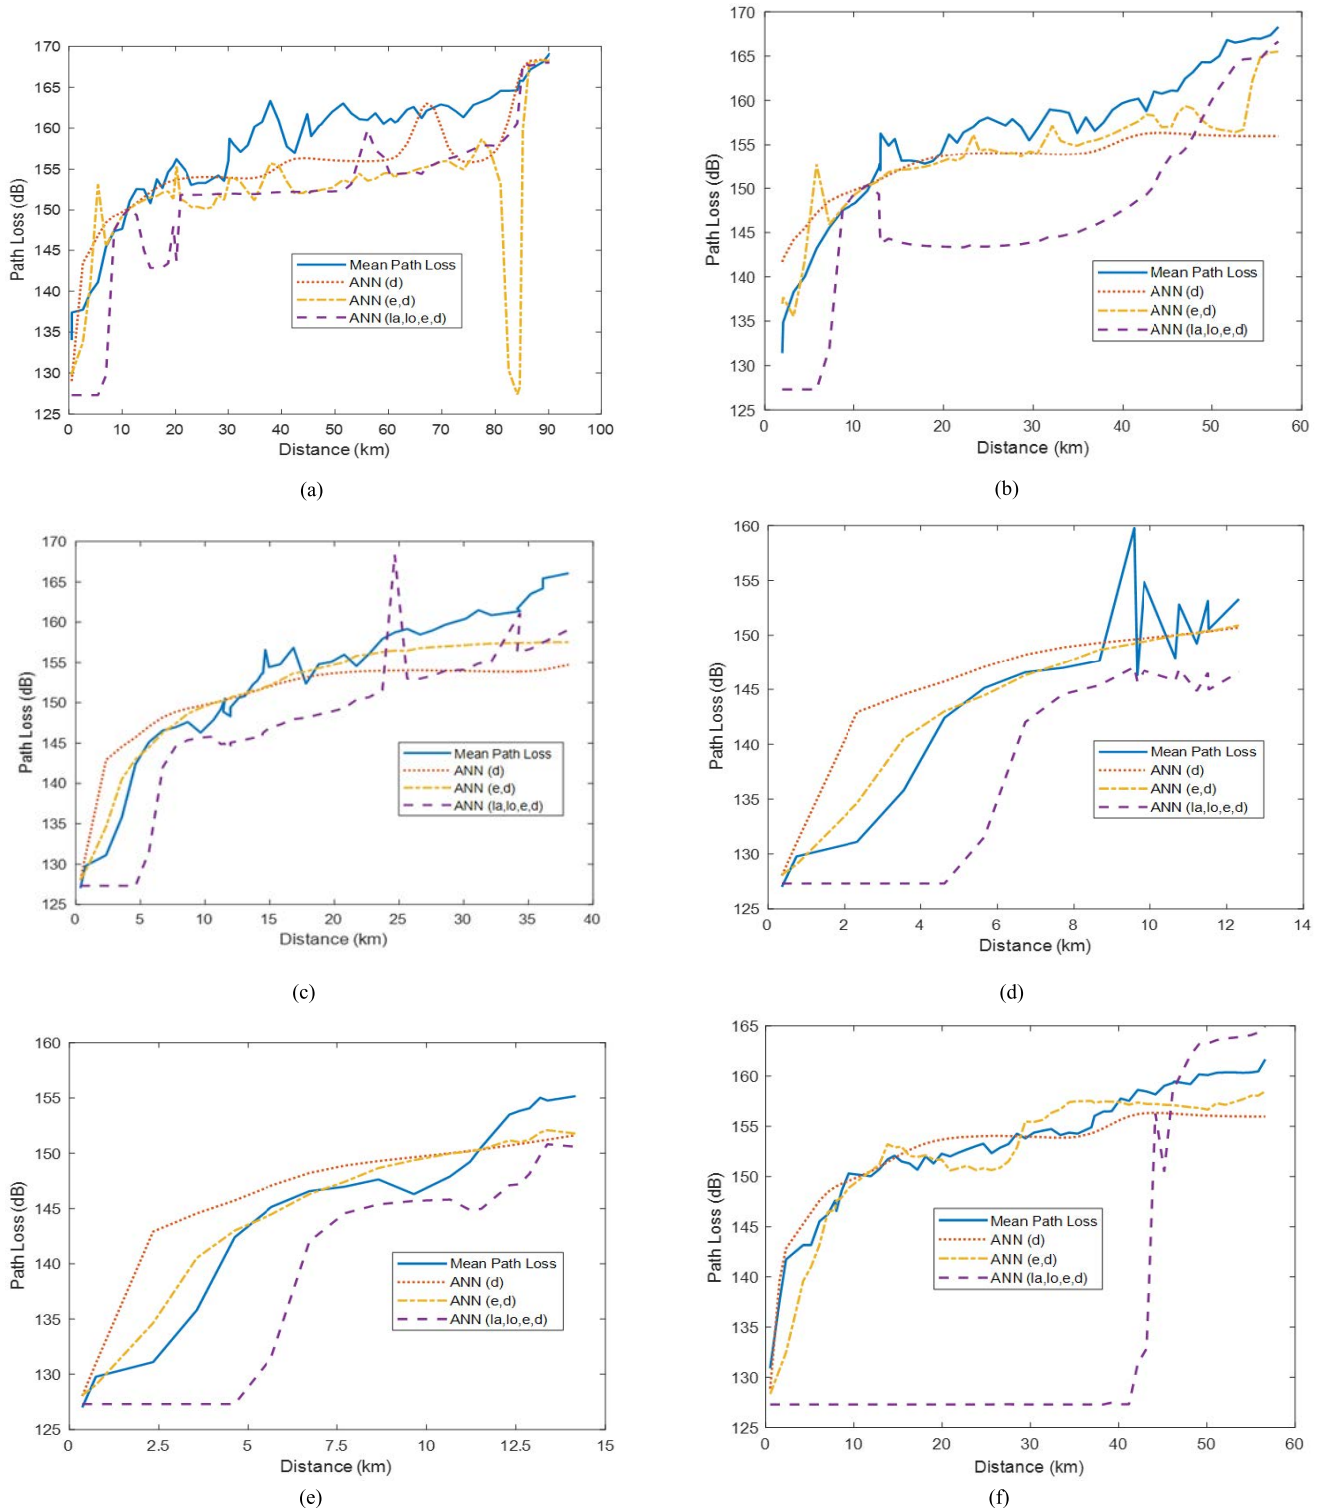 170
165
160
155
150
145
140
135
130
125
Path Loss (dB)
Mean Path Loss
ANN (d)
ANN (e,d)
ANN (la,lo,e,d)
0 10 20 30 40 50 60 70 80 90 100
Distance (km)
(a)
170
165
160
155
150
145
140
135
130
125
Path Loss (dB)
Mean Path Loss
ANN (d)
ANN (e,d)
ANN (la,lo,e,d)
0 10 20 30 40 50 60
Distance (km)
(b)
170
165
160
155
150
145
140
135
130
125
Path Loss (dB)
Mean Path Loss
ANN (d)
ANN (e,d)
ANN (la,lo,e,d)
0 5 10 15 20 25 30 35 40
Distance (km)
(c)
160
155
150
145
140
135
130
125
Path Loss (dB)
Mean Path Loss
ANN (d)
ANN (e,d)
ANN (la,lo,e,d)
0 2 4 6 8 10 12 14
Distance (km)
(d)
160
155
150
145
140
135
130
125
Path Loss (dB)
Mean Path Loss
ANN (d)
ANN (e,d)
ANN (la,lo,e,d)
0 2.5 5 7.5 10 12.5 15
Distance (km)
(e)
165
160
155
150
145
140
135
130
125
Path Loss (dB)
Mean Path Loss
ANN (d)
ANN (e,d)
ANN (la,lo,e,d)
0 10 20 30 40 50 60
Distance (km)
(f)